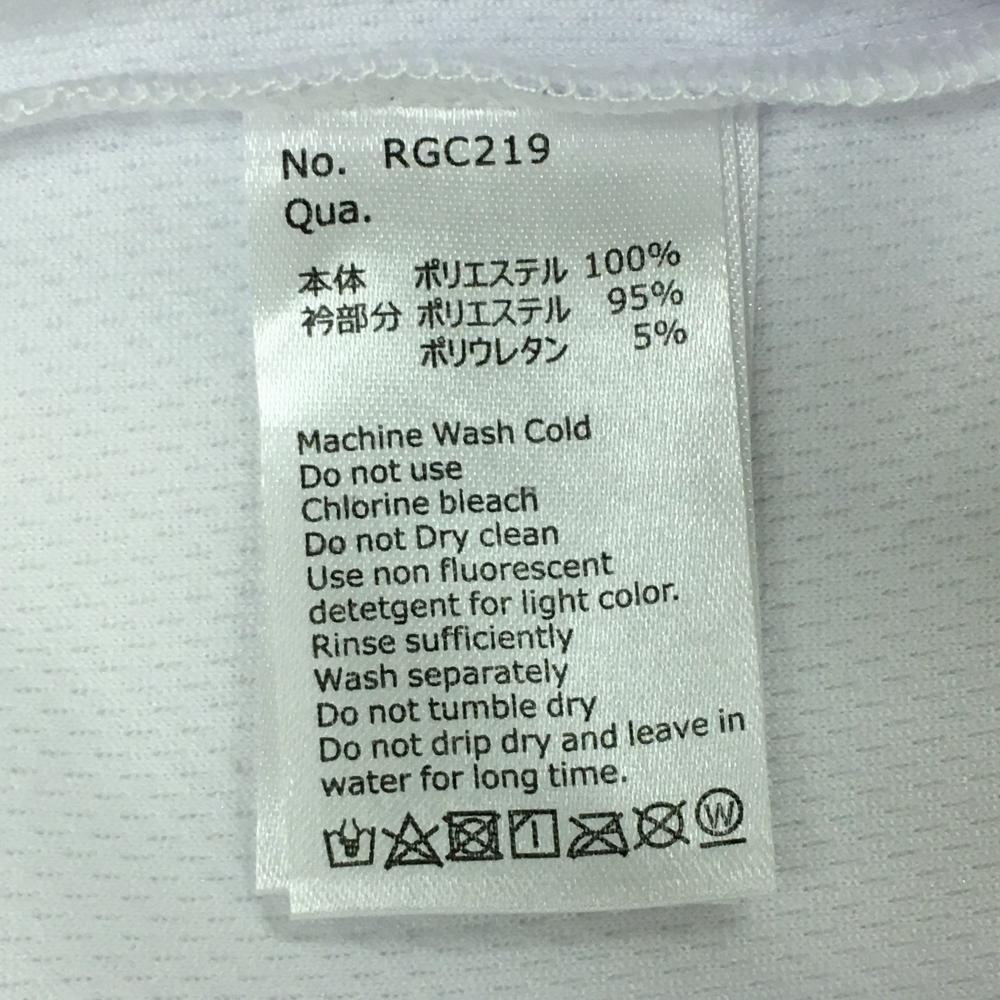 No. RGC219
Qua.
本体 ポリエステル 100%
衿部分 ポリエステル 95%
ポリウレタン 5%
Machine Wash Cold
Do not use
Chlorine bleach
Do not Dry clean
Use non fluorescent
detetgent for light color.
Rinse sufficiently
Wash separately
Do not tumble dry
Do not drip dry and leave in
water for long time.
W